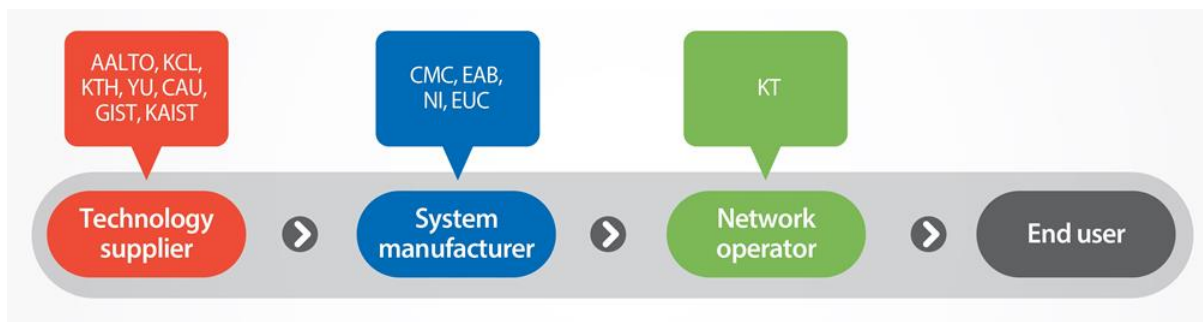 AALTO, KCL,
KTH, YU, CAU,
GIST, KAIST
CMC, EAB,
NI, EUC
KT
Technology
supplier
System
manufacturer
Network
operator
End user